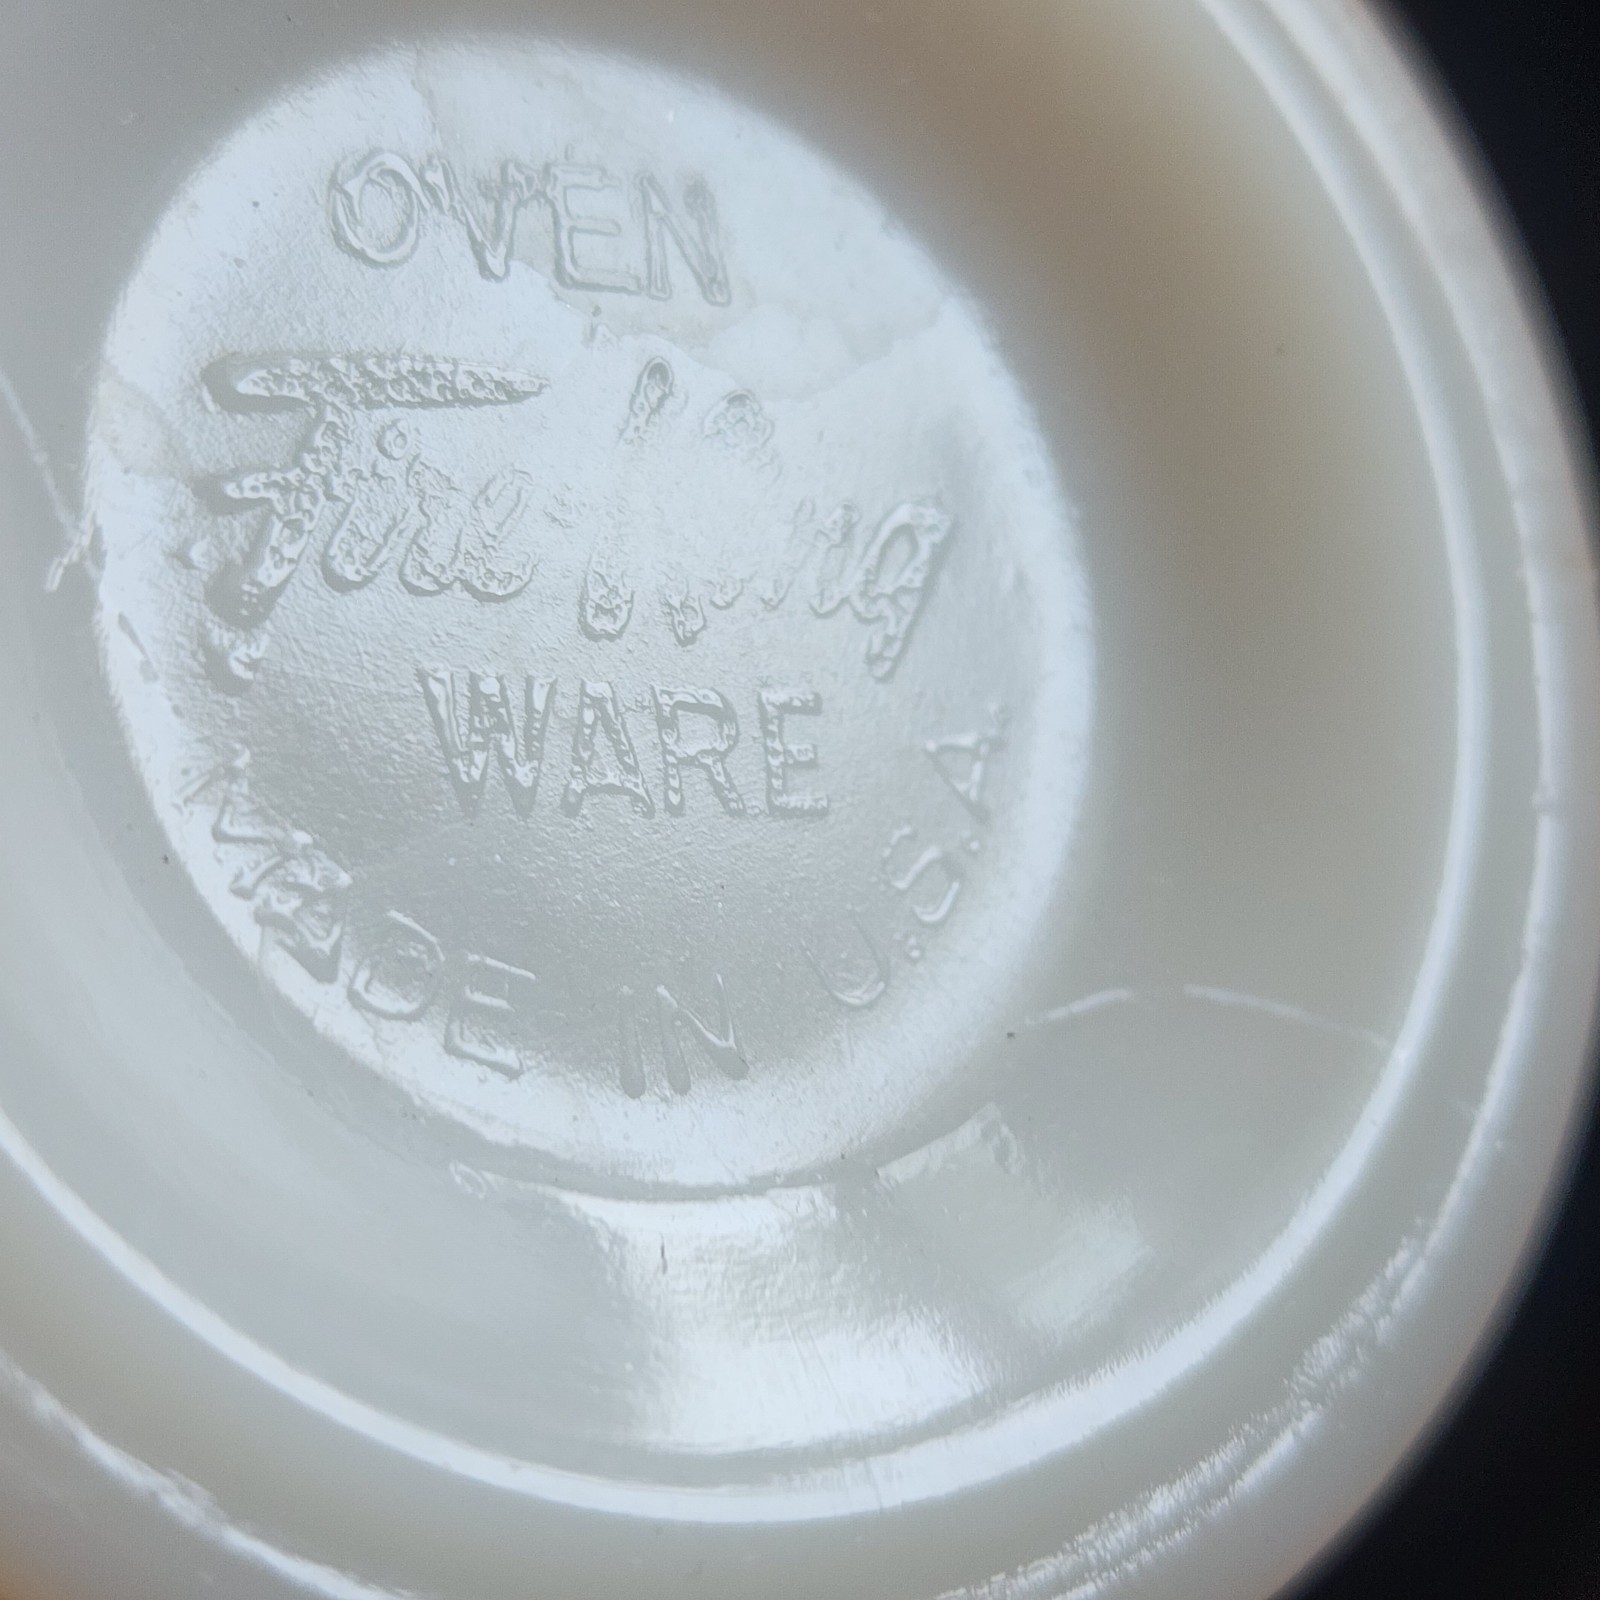 OVEN
Fire-King
WARE
MADE IN U.S.A.